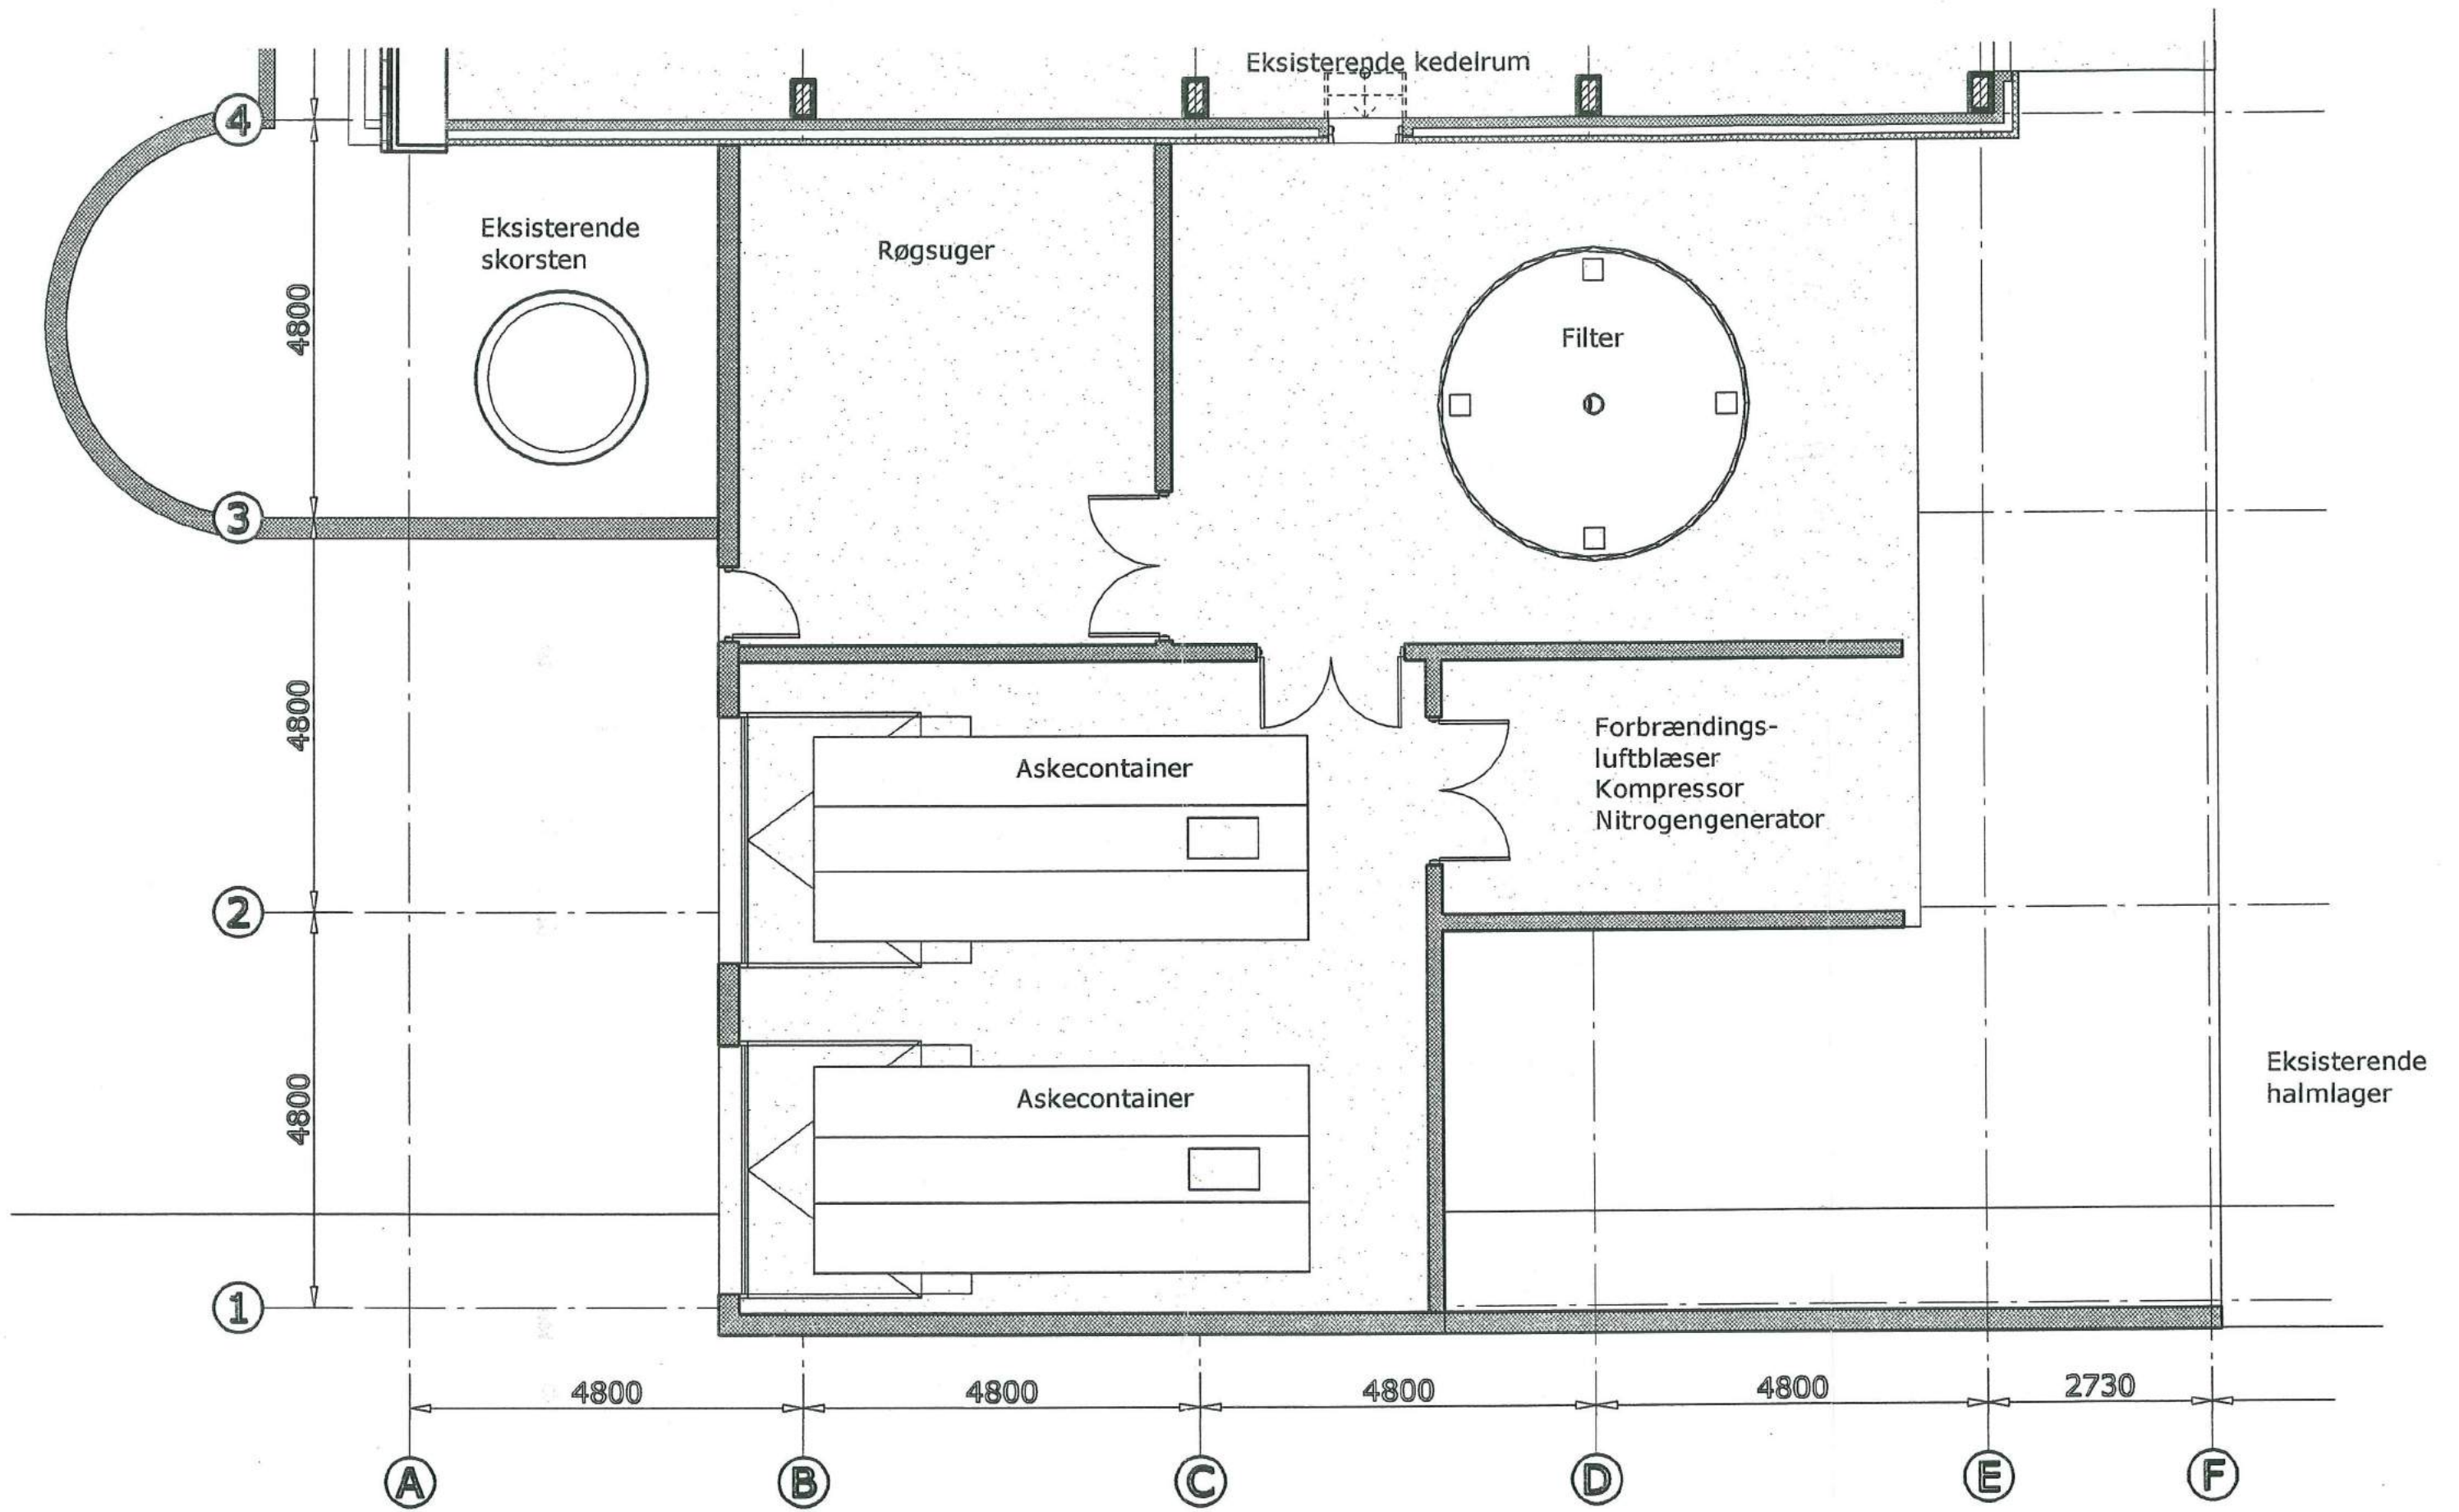 Eksisterende kedelrum
4
Eksisterende
skorsten
Røgsuger
4800
Filter
3
4800
Forbrændings-
luftblæser
Kompressor
Nitrogengenerator
Askecontainer
2
4800
Askecontainer
Eksisterende
halmlager
1
4800
4800
4800
4800
2730
A
B
C
D
E
F